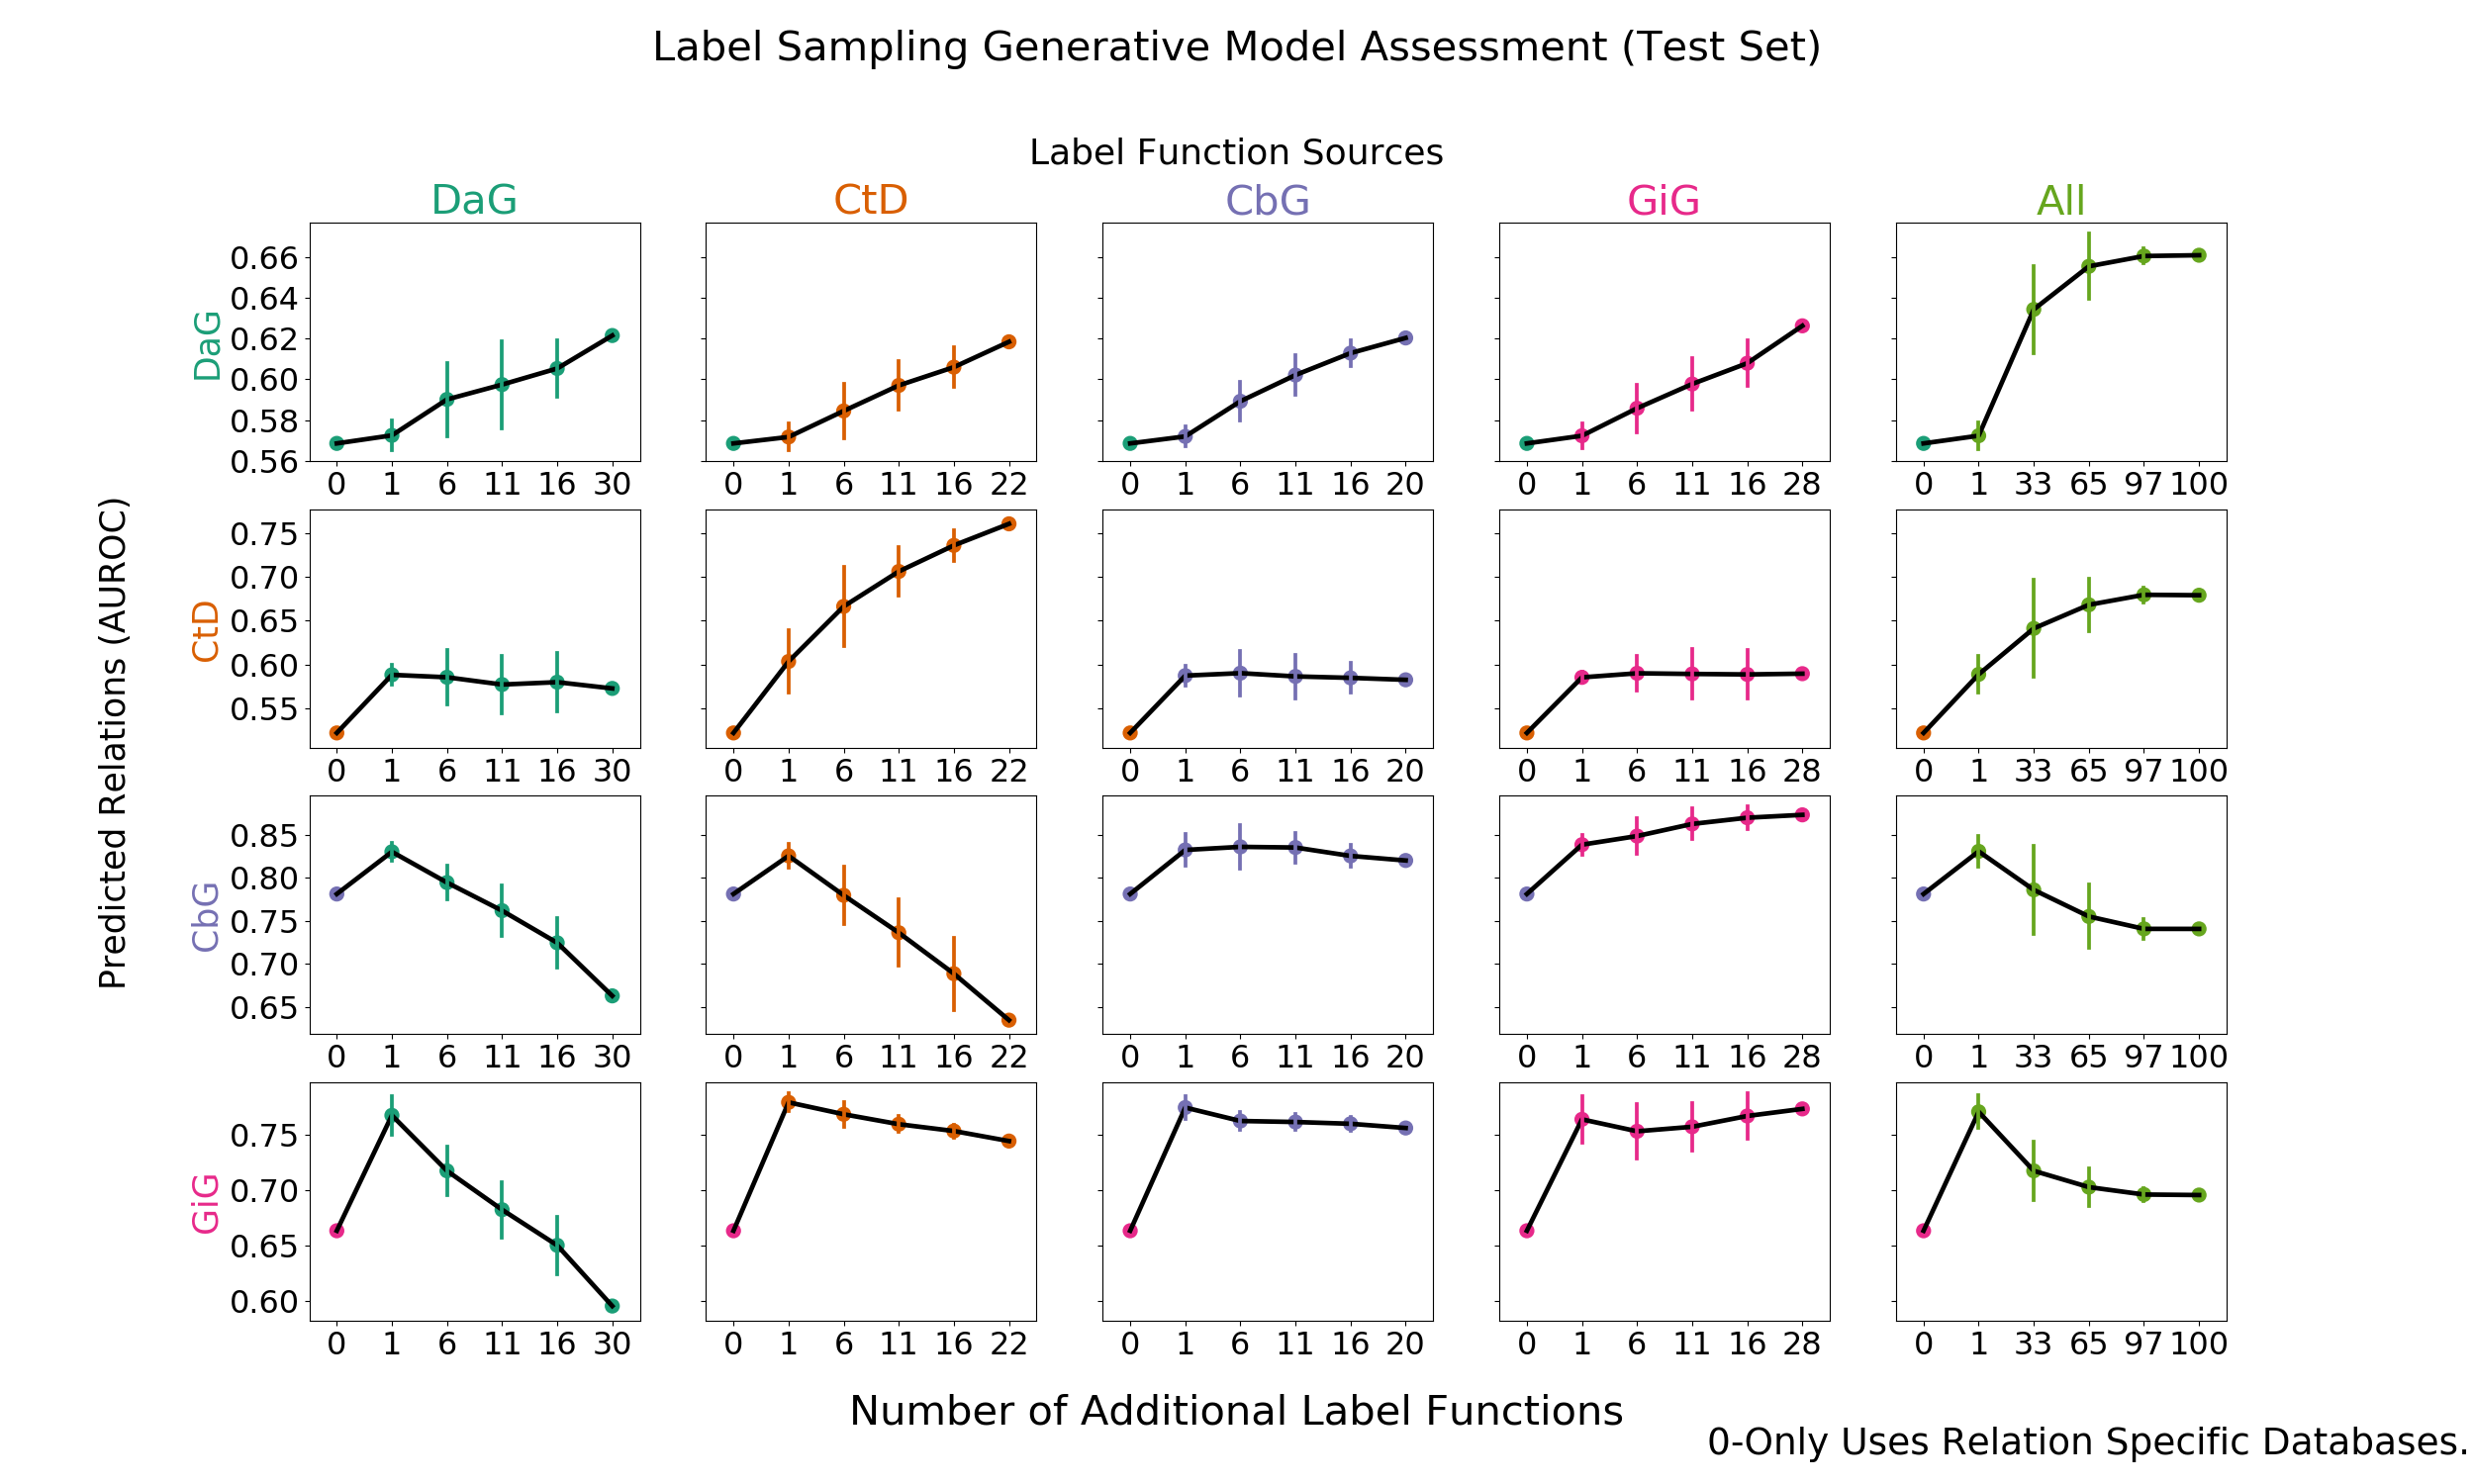 Label Sampling Generative Model Assessment (Test Set)
Label Function Sources
DaG CtD CbG GiG All
Predicted Relations (AUROC)
DaG
0.66
0.64
0.62
0.60
0.58
0.56
0 1 6 11 16 30 0 1 6 11 16 22 0 1 6 11 16 20 0 1 6 11 16 28 0 1 33 65 97 100
CtD
0.75
0.70
0.65
0.60
0.55
0 1 6 11 16 30 0 1 6 11 16 22 0 1 6 11 16 20 0 1 6 11 16 28 0 1 33 65 97 100
CbG
0.85
0.80
0.75
0.70
0.65
0 1 6 11 16 30 0 1 6 11 16 22 0 1 6 11 16 20 0 1 6 11 16 28 0 1 33 65 97 100
GiG
0.75
0.70
0.65
0.60
0 1 6 11 16 30 0 1 6 11 16 22 0 1 6 11 16 20 0 1 6 11 16 28 0 1 33 65 97 100
Number of Additional Label Functions
0-Only Uses Relation Specific Databases.